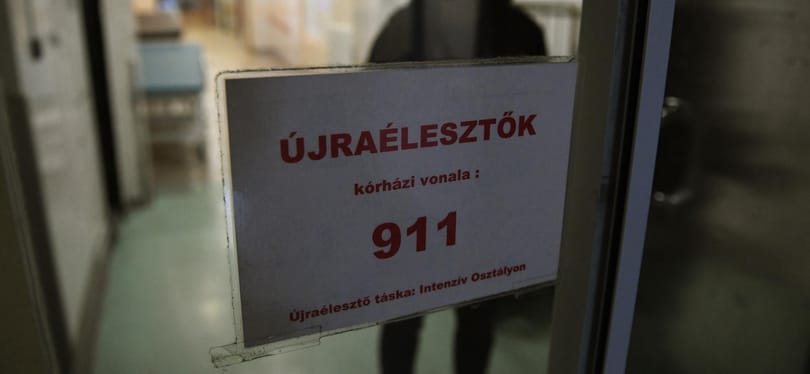 ÚJRAÉLESZTŐK
kórházi vonala :
911
Újraélesztő táska: Intenzív Osztályon